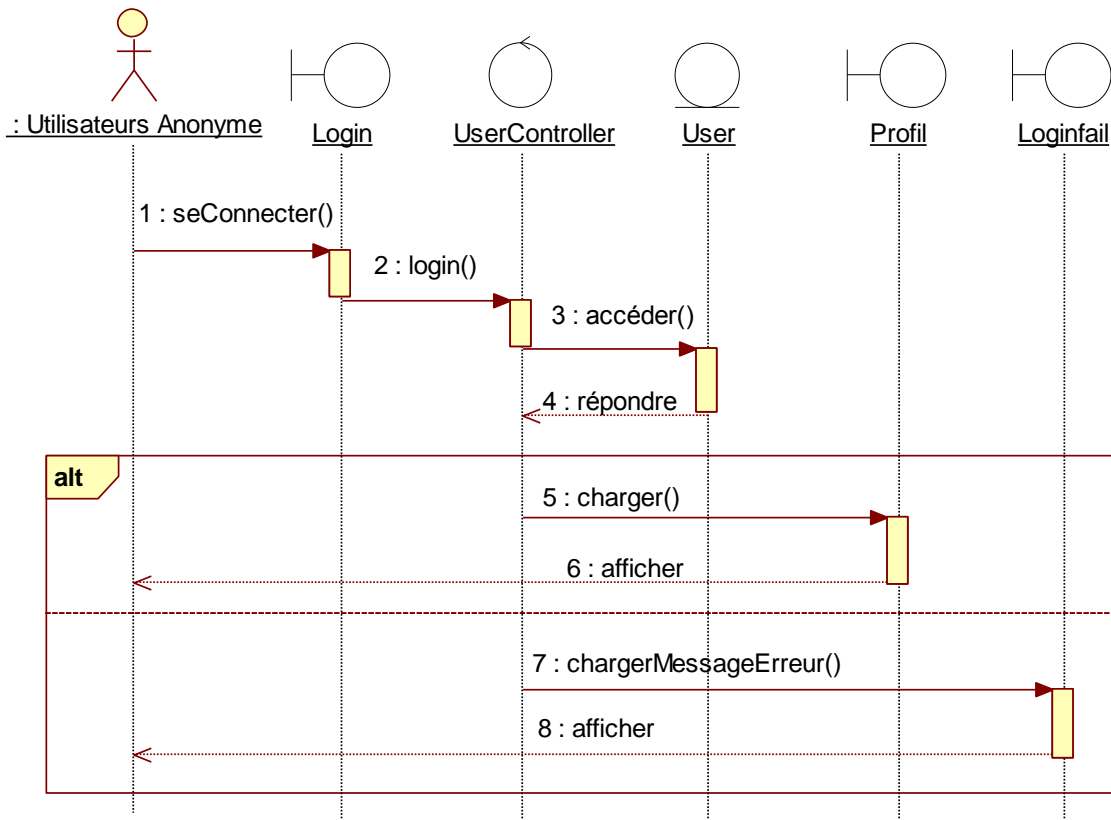 : Utilisateurs Anonyme
Login
UserController
User
Profil
Loginfail
1 : seConnecter()
2 : login()
3 : accéder()
4 : répondre
alt
5 : charger()
6 : afficher
7 : chargerMessageErreur()
8 : afficher